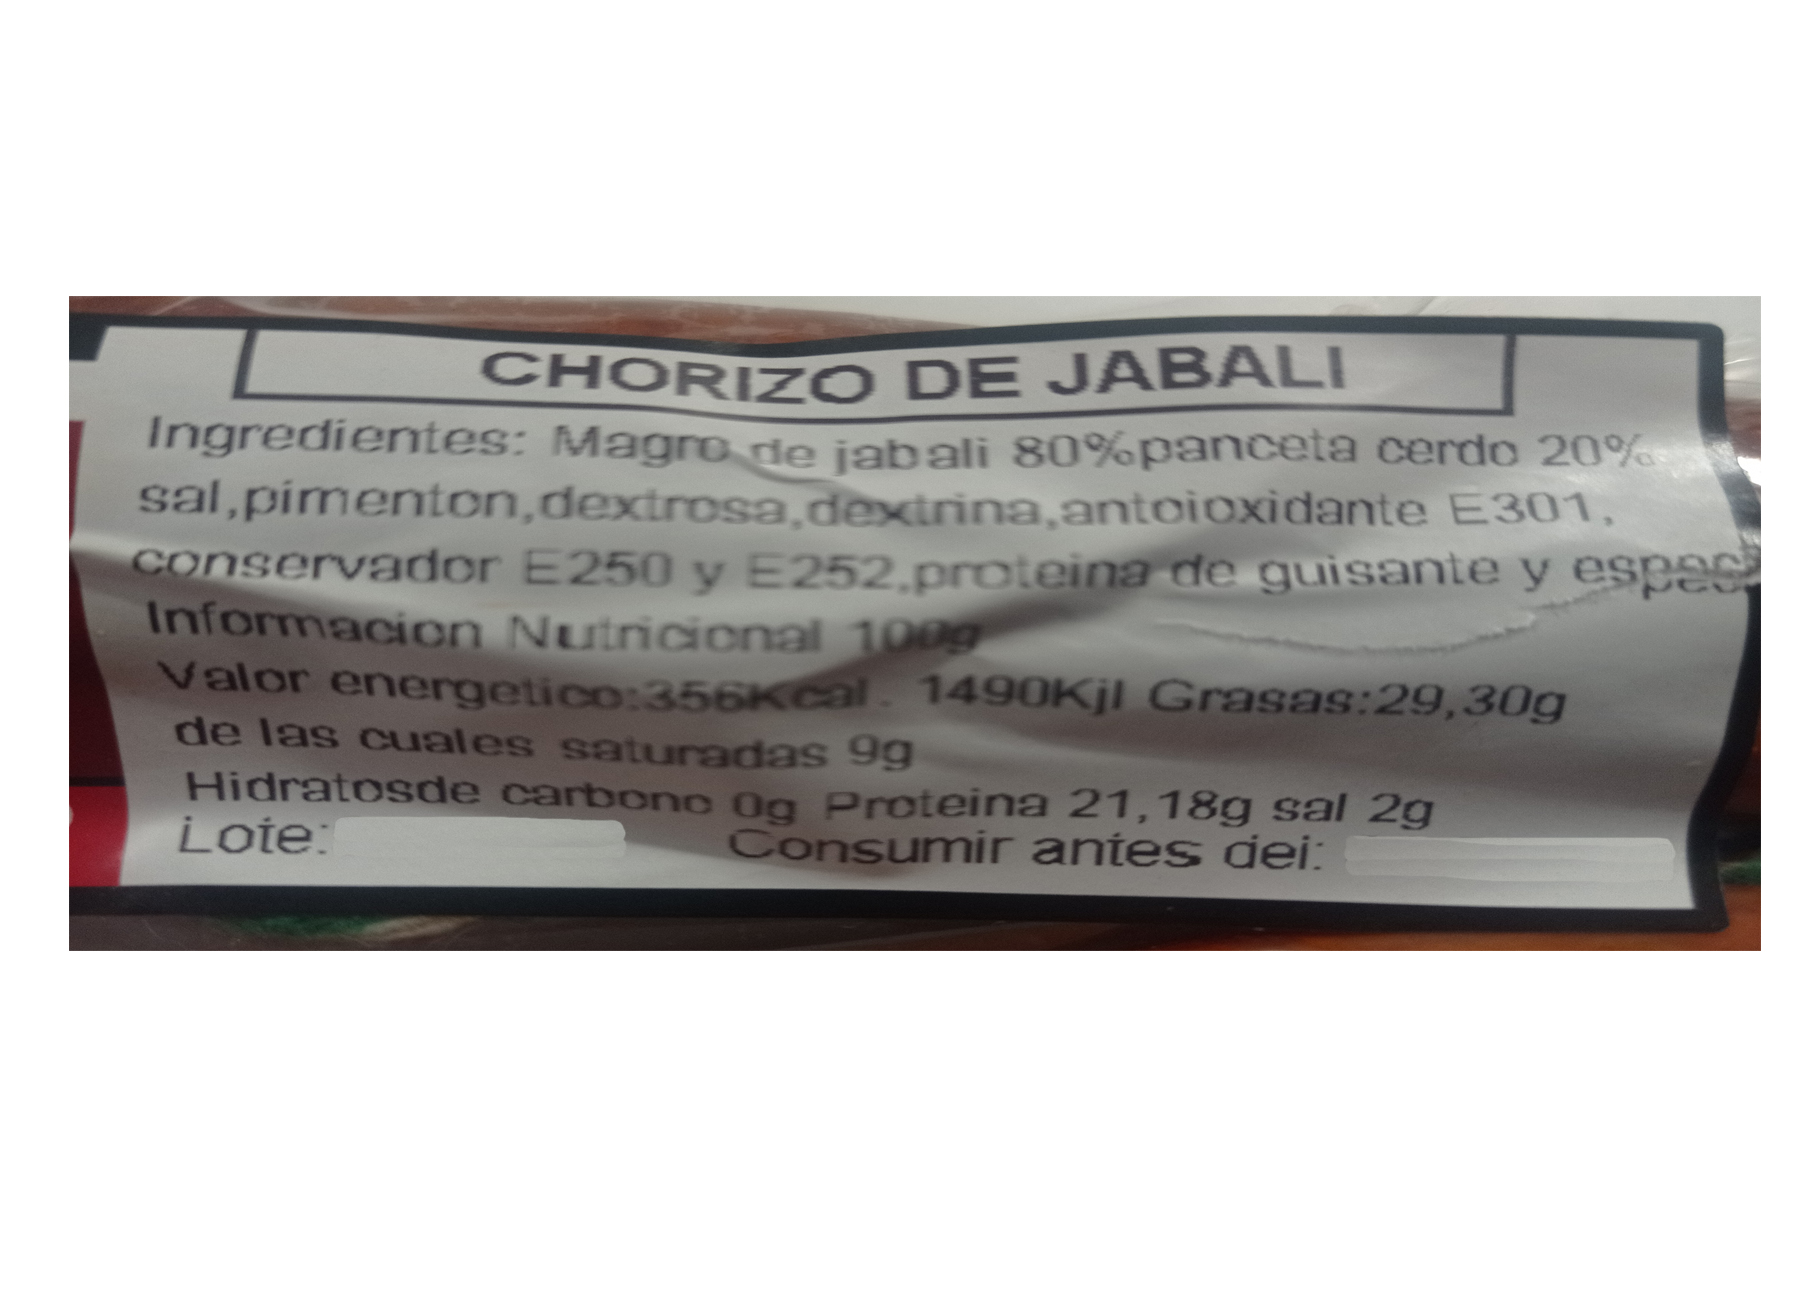 CHORIZO DE JABALI
Ingredientes: Magro de jabali 80%panceta cerdo 20%
sal,pimenton,dextrosa,dextrina,antoioxidante E301,
conservador E250 y E252,proteina de guisante y
Informacion Nutricional 100g
Valor energetico:356Kcal. 1490Kjl Grasas:29,30g
de las cuales saturadas 9g
Hidratosde carbono 0g Proteina 21,18g sal 2g
Lote: Consumir antes del: